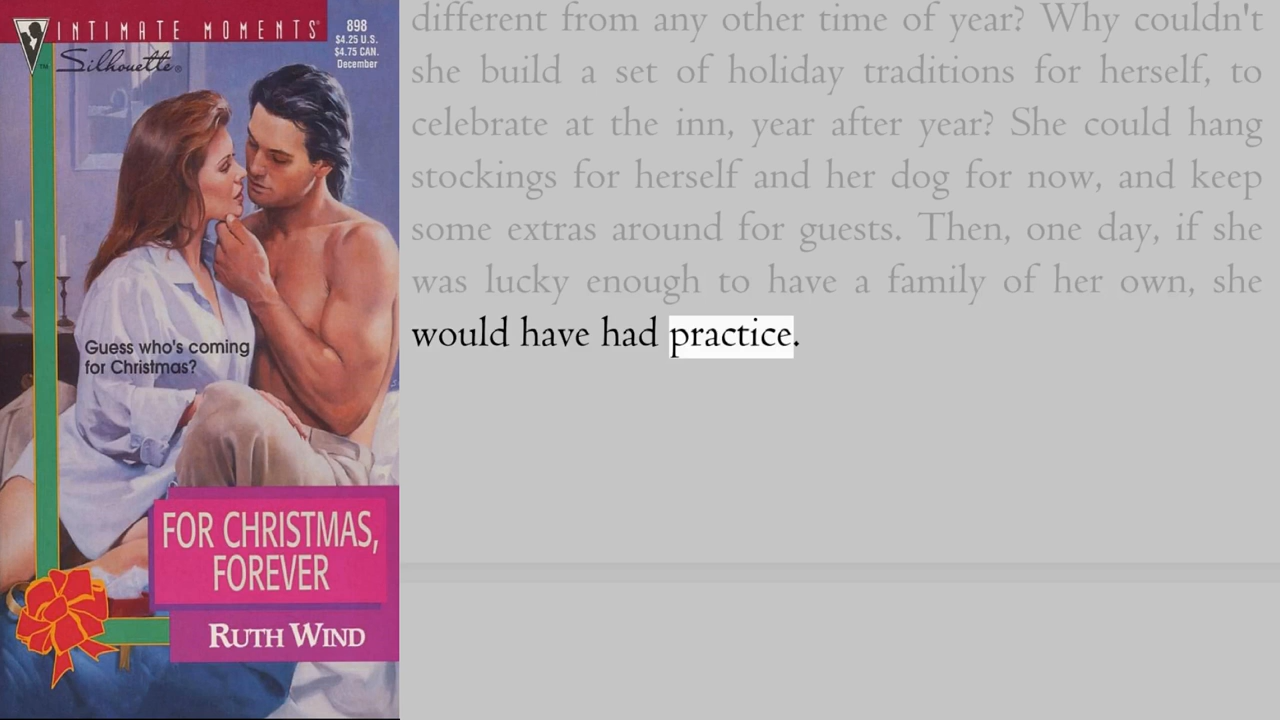 INTIMATE MOMENTS®
Silhouette®
™
898
$4.25 U.S.
$4.75 CAN.
December
Guess who's coming
for Christmas?
FOR CHRISTMAS,
FOREVER
RUTH WIND
different from any other time of year? Why couldn't
she build a set of holiday traditions for herself, to
celebrate at the inn, year after year? She could hang
stockings for herself and her dog for now, and keep
some extras around for guests. Then, one day, if she
was lucky enough to have a family of her own, she
would have had practice.